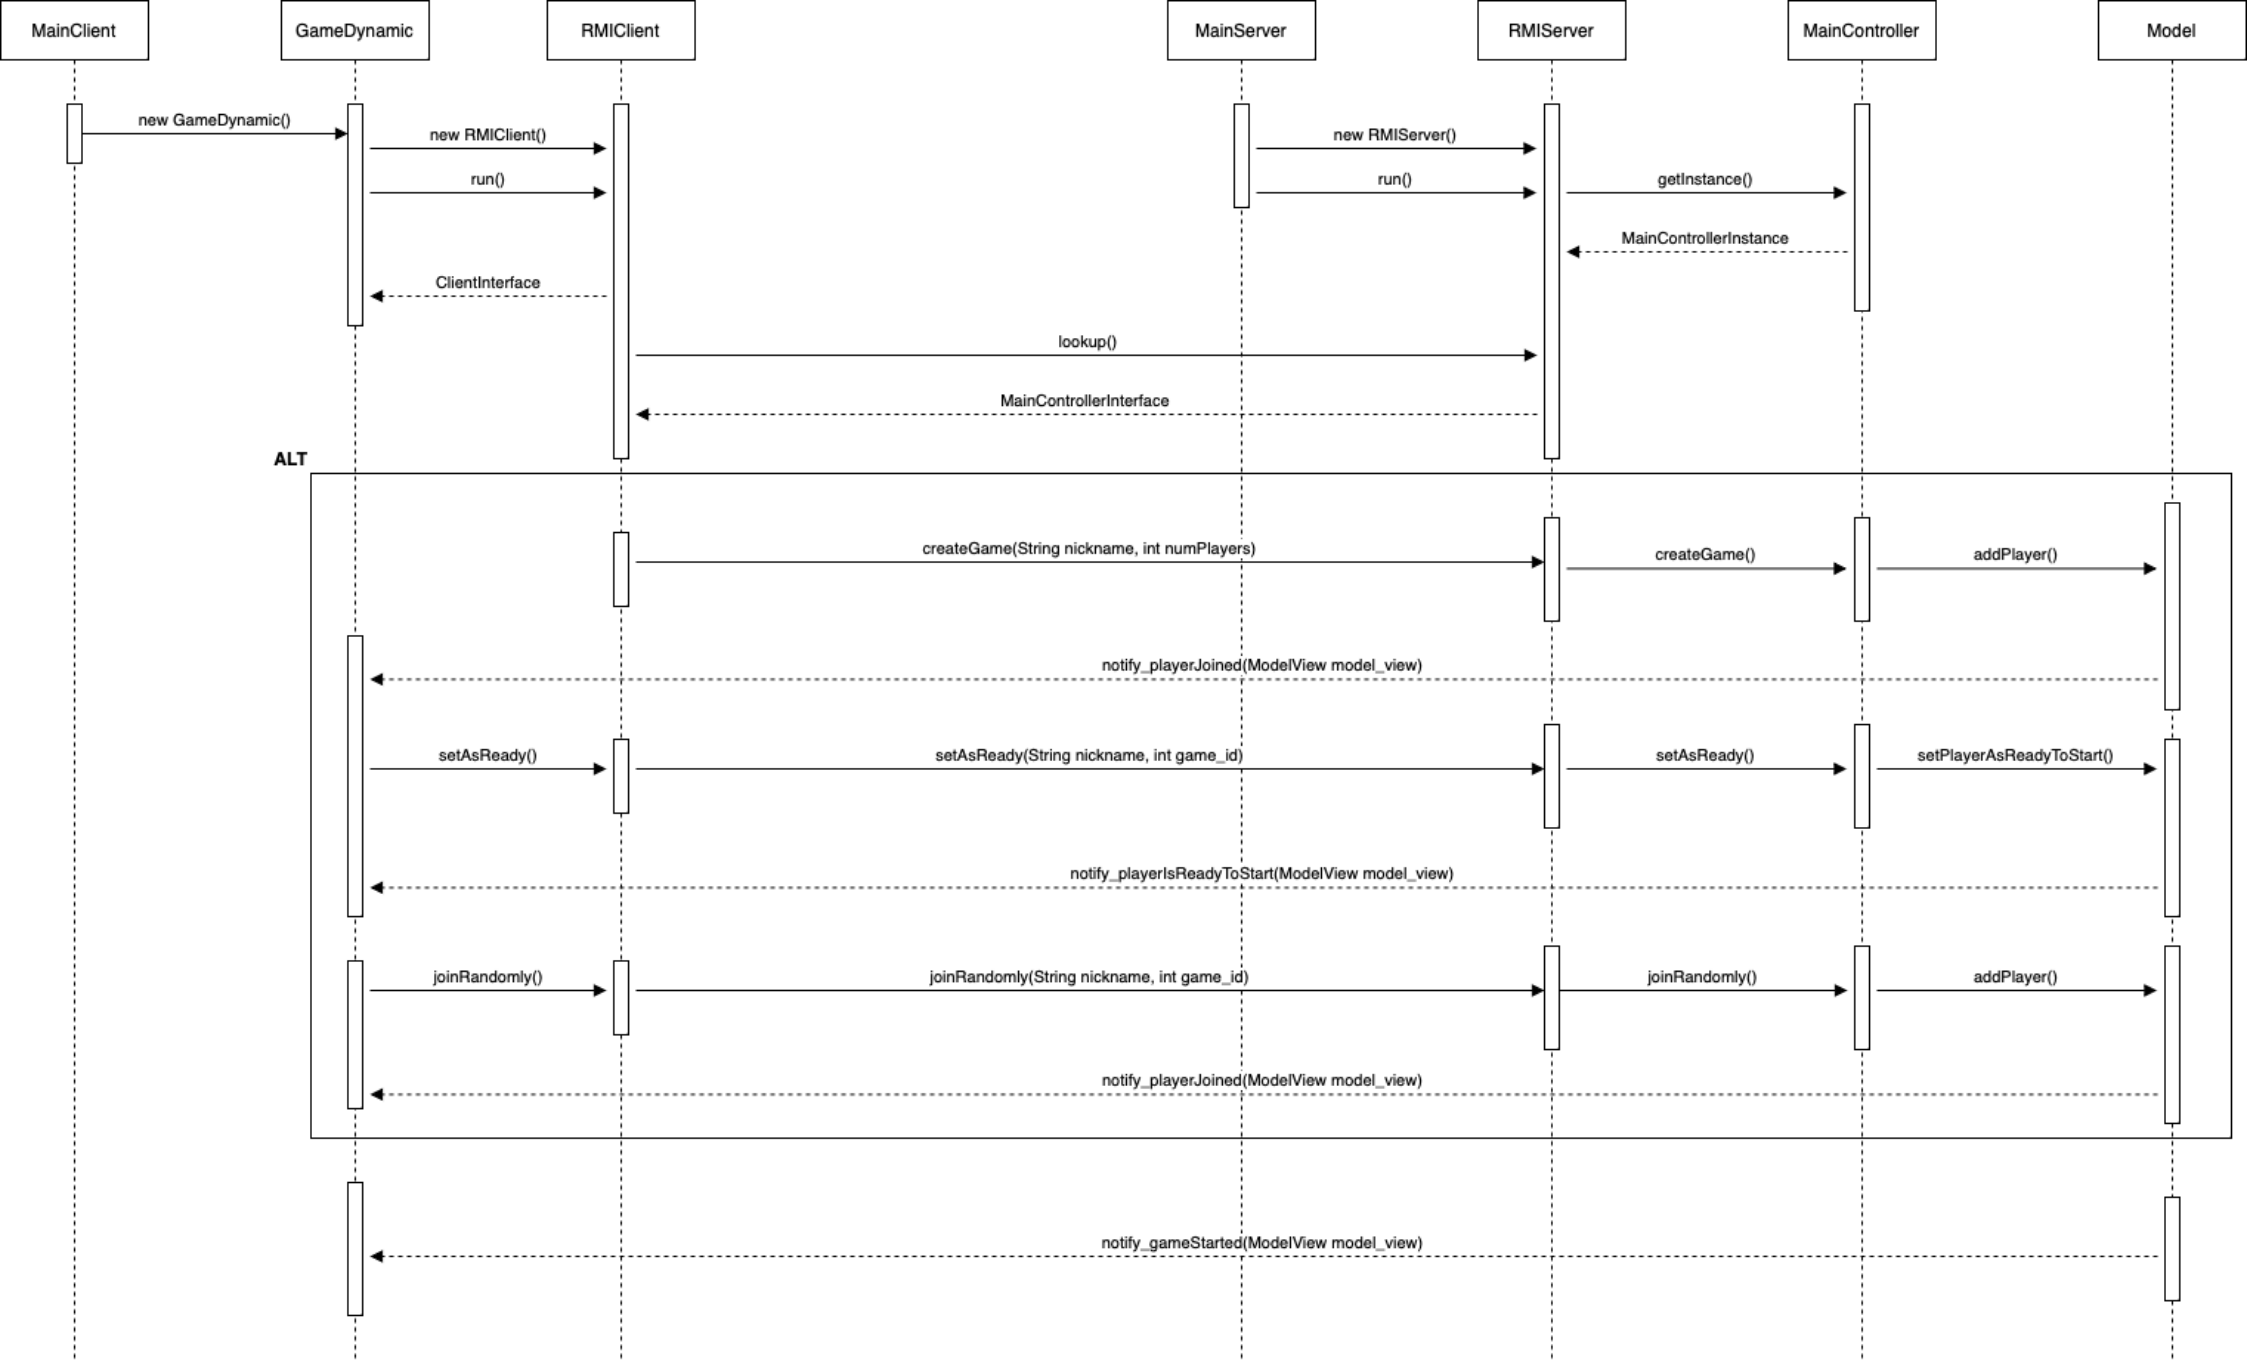 MainClient
GameDynamic
RMIClient
MainServer
RMIServer
MainController
Model
new GameDynamic()
new RMIClient()
new RMIServer()
run()
run()
getInstance()
MainControllerInstance
ClientInterface
lookup()
MainControllerInterface
ALT
createGame(String nickname, int numPlayers)
createGame()
addPlayer()
notify_playerJoined(ModelView model_view)
setAsReady()
setAsReady(String nickname, int game_id)
setAsReady()
setPlayerAsReadyToStart()
notify_playerIsReadyToStart(ModelView model_view)
joinRandomly()
joinRandomly(String nickname, int game_id)
joinRandomly()
addPlayer()
notify_playerJoined(ModelView model_view)
notify_gameStarted(ModelView model_view)